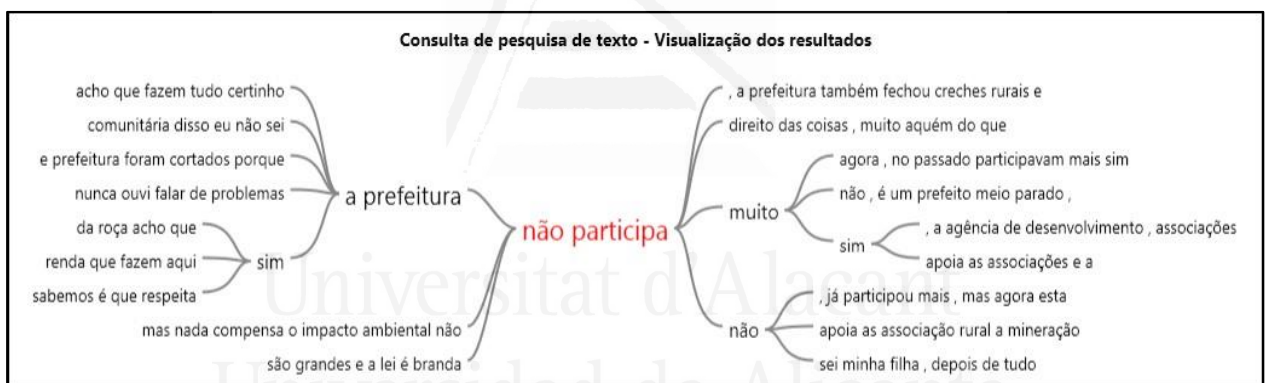 Consulta de pesquisa de texto - Visualização dos resultados
acho que fazem tudo certinho
comunitária disso eu não sei
e prefeitura foram cortados porque
nunca ouvi falar de problemas
da roça acho que
renda que fazem aqui
sabemos é que respeita
sim
a prefeitura
mas nada compensa o impacto ambiental não
são grandes e a lei é branda
não participa
, a prefeitura também fechou creches rurais e
direito das coisas , muito aquém do que
muito
agora , no passado participavam mais sim
não , é um prefeito meio parado ,
sim
, a agência de desenvolvimento , associações
apoia as associações e a
não
, já participou mais , mas agora esta
apoia as associação rural a mineração
sei minha filha , depois de tudo
Universitat d'Alacant
Universidad de Alicante